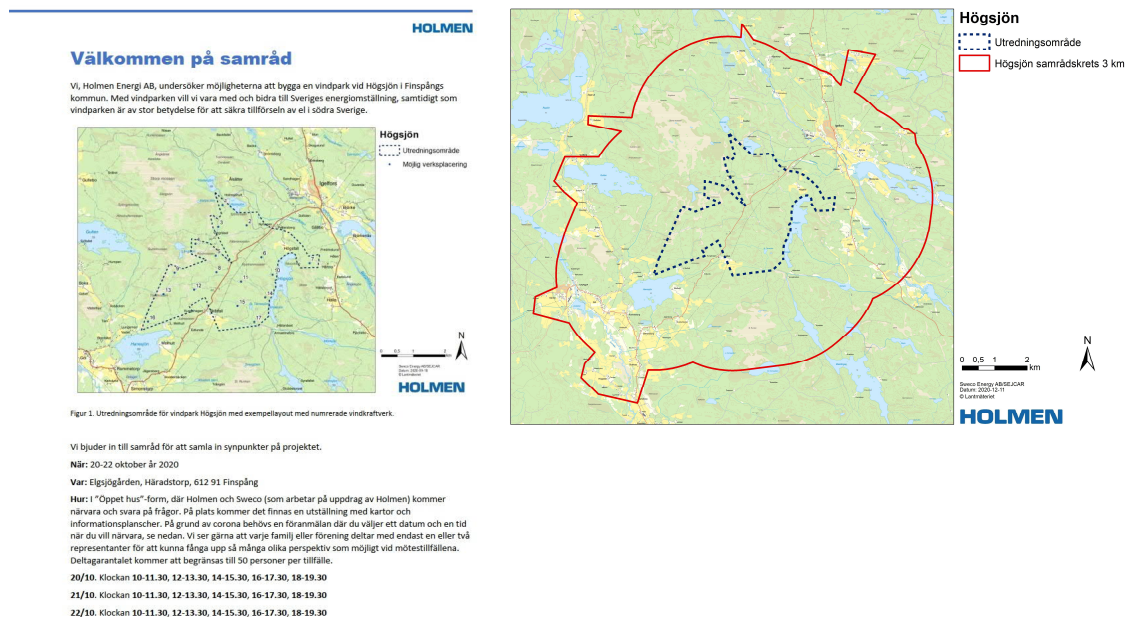 HOLMEN
Välkommen på samråd
Vi, Holmen Energi AB, undersöker möjligheterna att bygga en vindpark vid Högsjön i Finspångs
kommun. Med vindparken vill vi vara med och bidra till Sveriges energiomställning, samtidigt som
vindparken är av stor betydelse för att säkra tillförseln av el i södra Sverige.
Högsjön
Utredningsområde
Möjlig verksplacering
Igelfors
N
0 0,5 1 2
Sweco Energy AB/SEJCAR
© Lantmäteriet
HOLMEN
Figur 1. Utredningsområde för vindpark Högsjön med exempellayout med numrerade vindkraftverk.
Vi bjuder in till samråd för att samla in synpunkter på projektet.
När: 20-22 oktober år 2020
Var: Elgsjögården, Häradstorp, 612 91 Finspång
Hur: I ”Öppet hus”-form, där Holmen och Sweco (som arbetar på uppdrag av Holmen) kommer
närvara och svara på frågor. På plats kommer det finnas en utställning med kartor och
informationsplanscher. På grund av corona behövs en föranmälan där du väljer ett datum och en tid
när du vill närvara, se nedan. Vi ser gärna att varje familj eller förening deltar med endast en eller två
representanter för att kunna fånga upp så många olika perspektiv som möjligt vid mötestillfällena.
Deltagarantalet kommer att begränsas till 50 personer per tillfälle.
20/10. Klockan 10-11.30, 12-13.30, 14-15.30, 16-17.30, 18-19.30
21/10. Klockan 10-11.30, 12-13.30, 14-15.30, 16-17.30, 18-19.30
22/10. Klockan 10-11.30, 12-13.30, 14-15.30, 16-17.30, 18-19.30
Högsjön
Utredningsområde
Högsjön samrådskrets 3 km
N
0 0,5 1 2
km
Sweco Energy AB/SEJCAR
Datum: 2020-12-11
© Lantmäteriet
HOLMEN